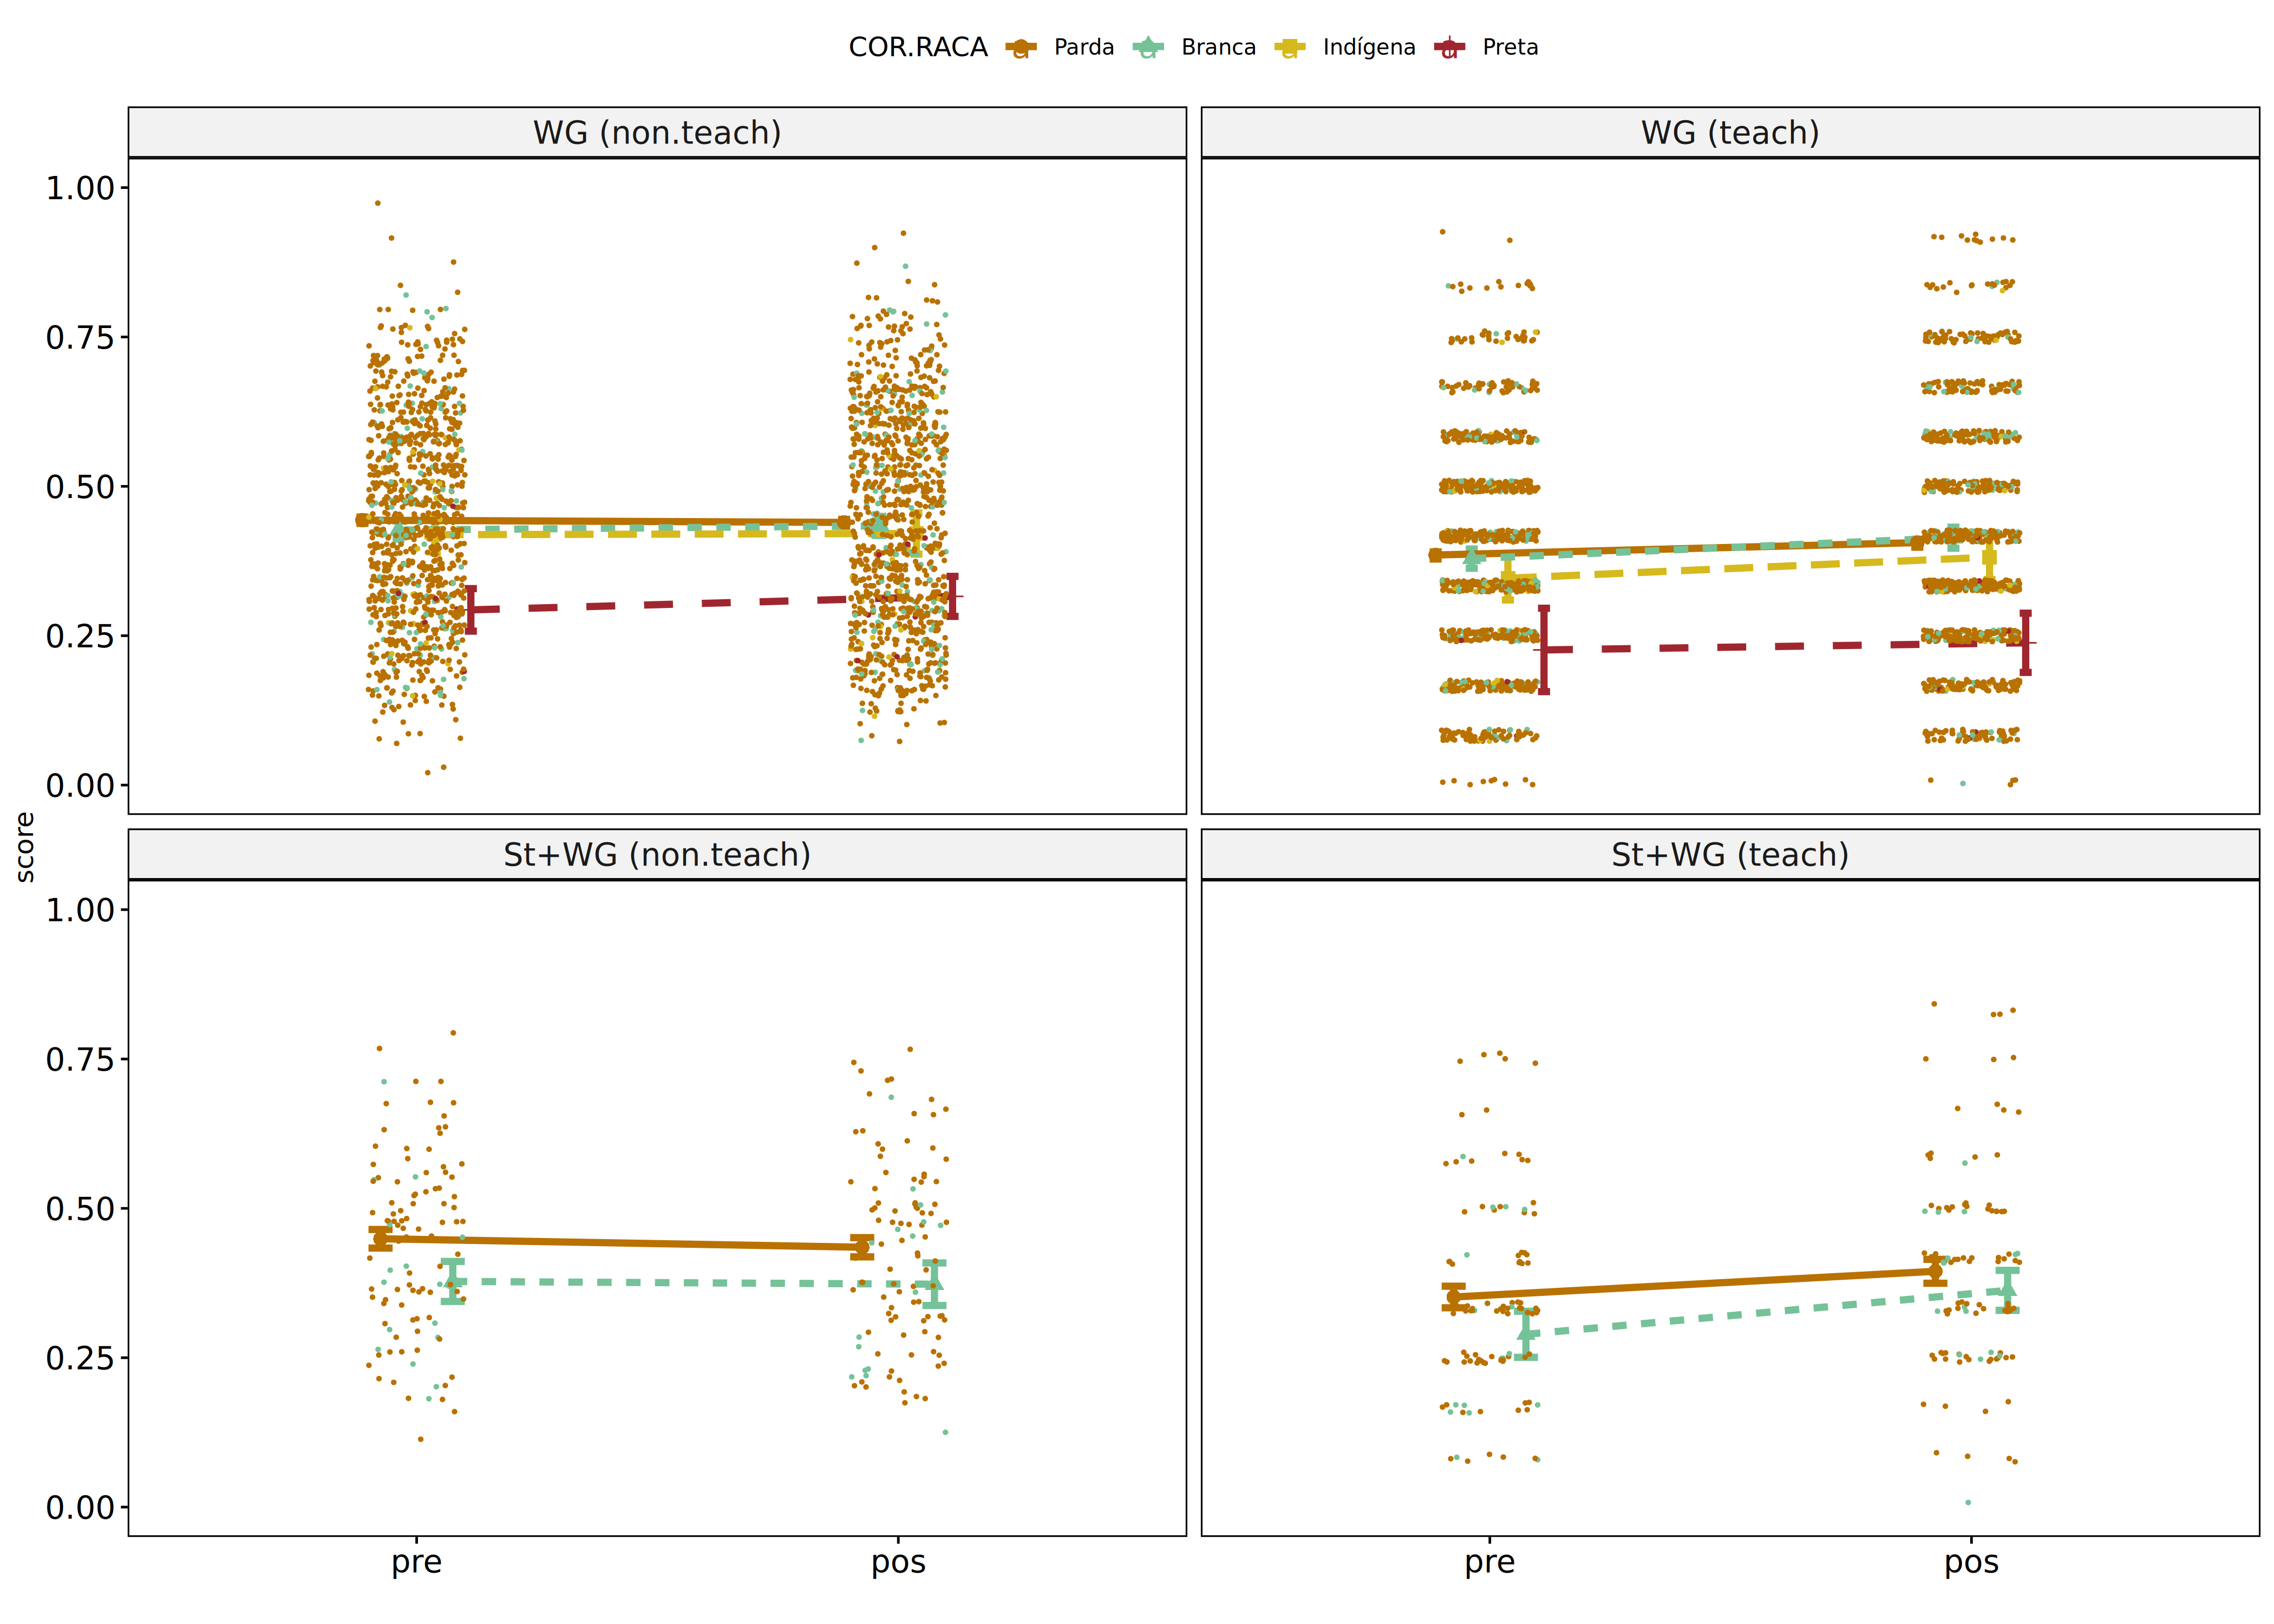 COR.RACA a Parda a Branca a Indígena a Preta
WG (non.teach)
WG (teach)
1.00
0.75
0.50
0.25
0.00
score
St+WG (non.teach)
St+WG (teach)
1.00
0.75
0.50
0.25
0.00
pre
pos
pre
pos